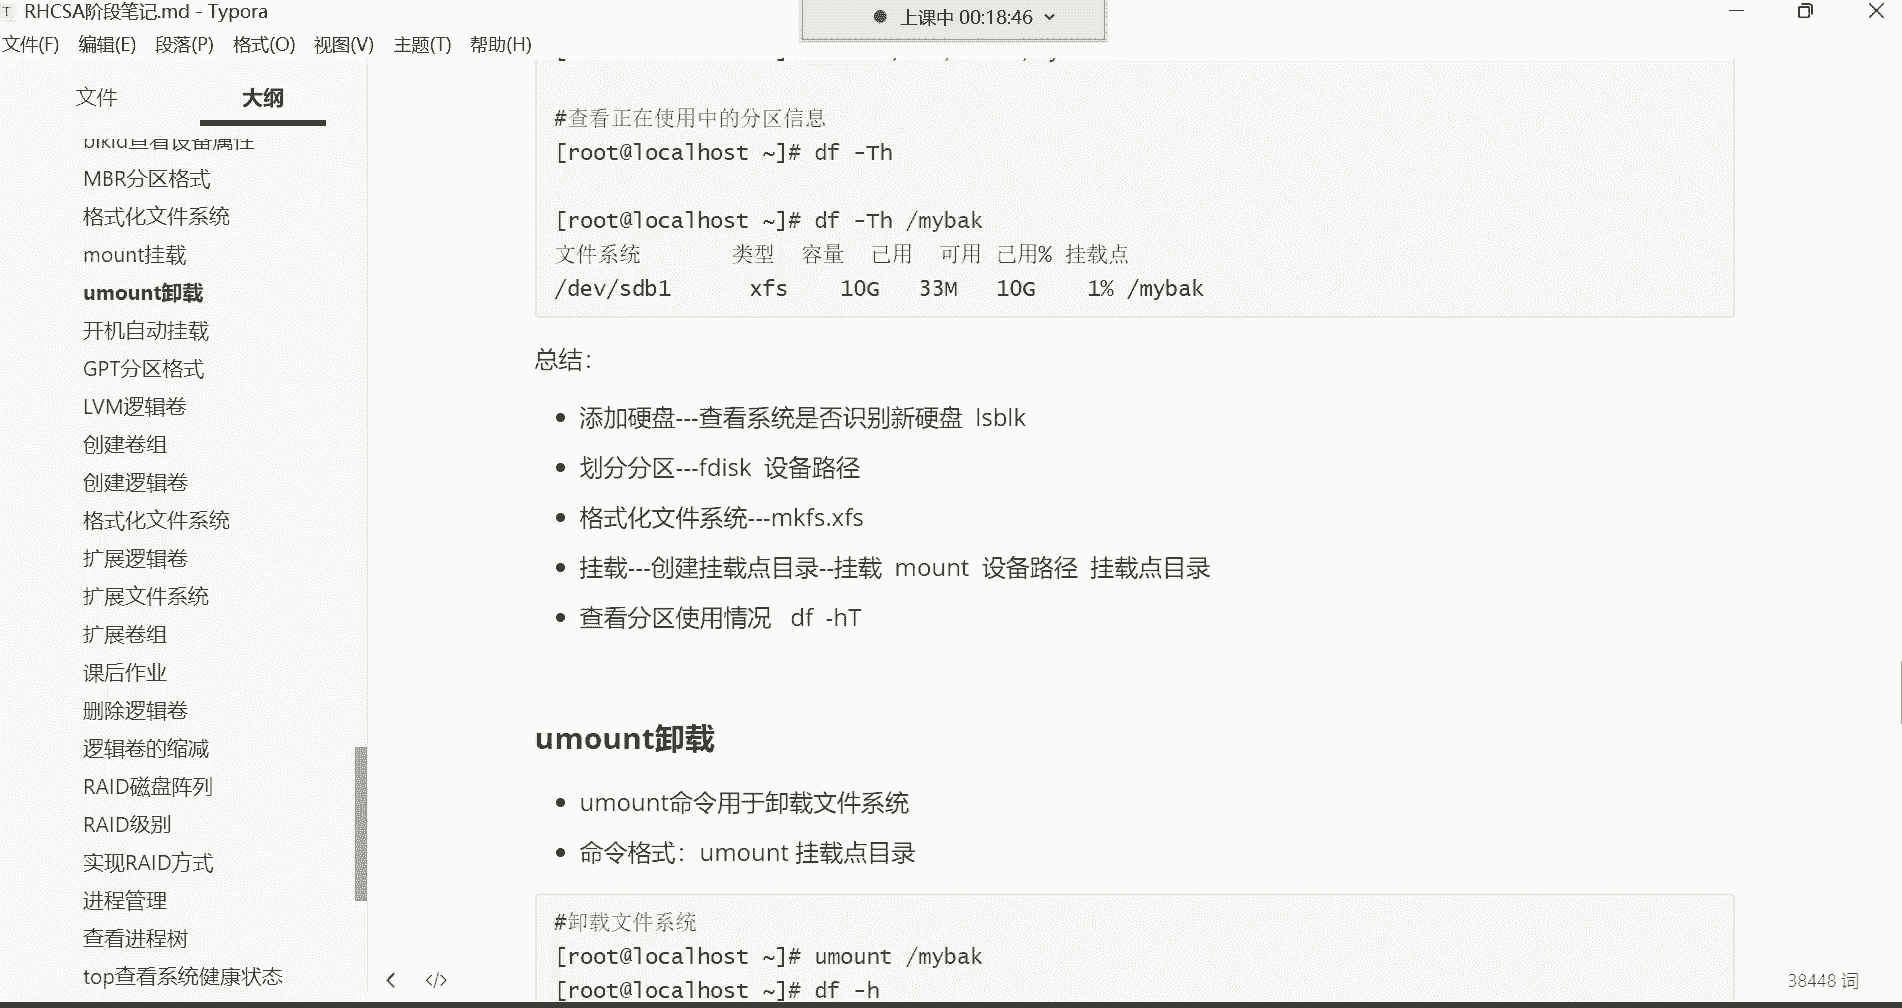 RHCSA阶段笔记.md - Typora
上课中 00:18:46
文件(F) 编辑(E) 段落(P) 格式(O) 视图(V) 主题(T) 帮助(H)
文件 大纲
blkid查看设备属性
MBR分区格式
格式化文件系统
mount挂载
umount卸载
开机自动挂载
GPT分区格式
LVM逻辑卷
创建卷组
创建逻辑卷
格式化文件系统
扩展逻辑卷
扩展文件系统
扩展卷组
课后作业
删除逻辑卷
逻辑卷的缩减
RAID磁盘阵列
RAID级别
实现RAID方式
进程管理
查看进程树
top查看系统健康状态
#查看正在使用中的分区信息
[root@localhost ~]# df -Th
[root@localhost ~]# df -Th /mybak
文件系统 类型 容量 已用 可用 已用% 挂载点
/dev/sdb1 xfs 10G 33M 10G 1% /mybak
总结：
添加硬盘---查看系统是否识别新硬盘 lsblk
划分分区---fdisk 设备路径
格式化文件系统---mkfs.xfs
挂载---创建挂载点目录--挂载 mount 设备路径 挂载点目录
查看分区使用情况 df -hT
umount卸载
umount命令用于卸载文件系统
命令格式：umount 挂载点目录
#卸载文件系统
[root@localhost ~]# umount /mybak
[root@localhost ~]# df -h
38448 词